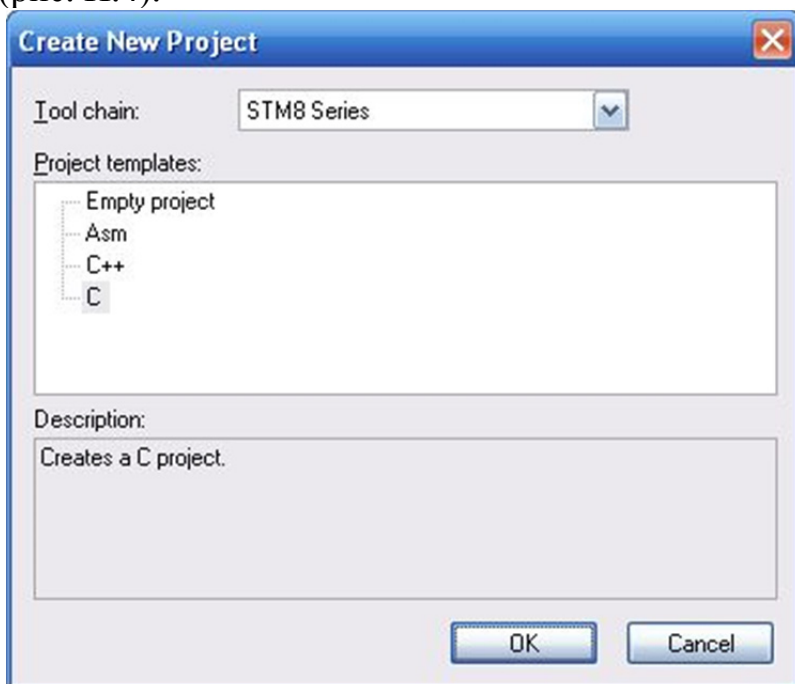 Create New Project
Tool chain: STM8 Series
Project templates:
Empty project
Asm
C++
C
Description:
Creates a C project.
OK Cancel